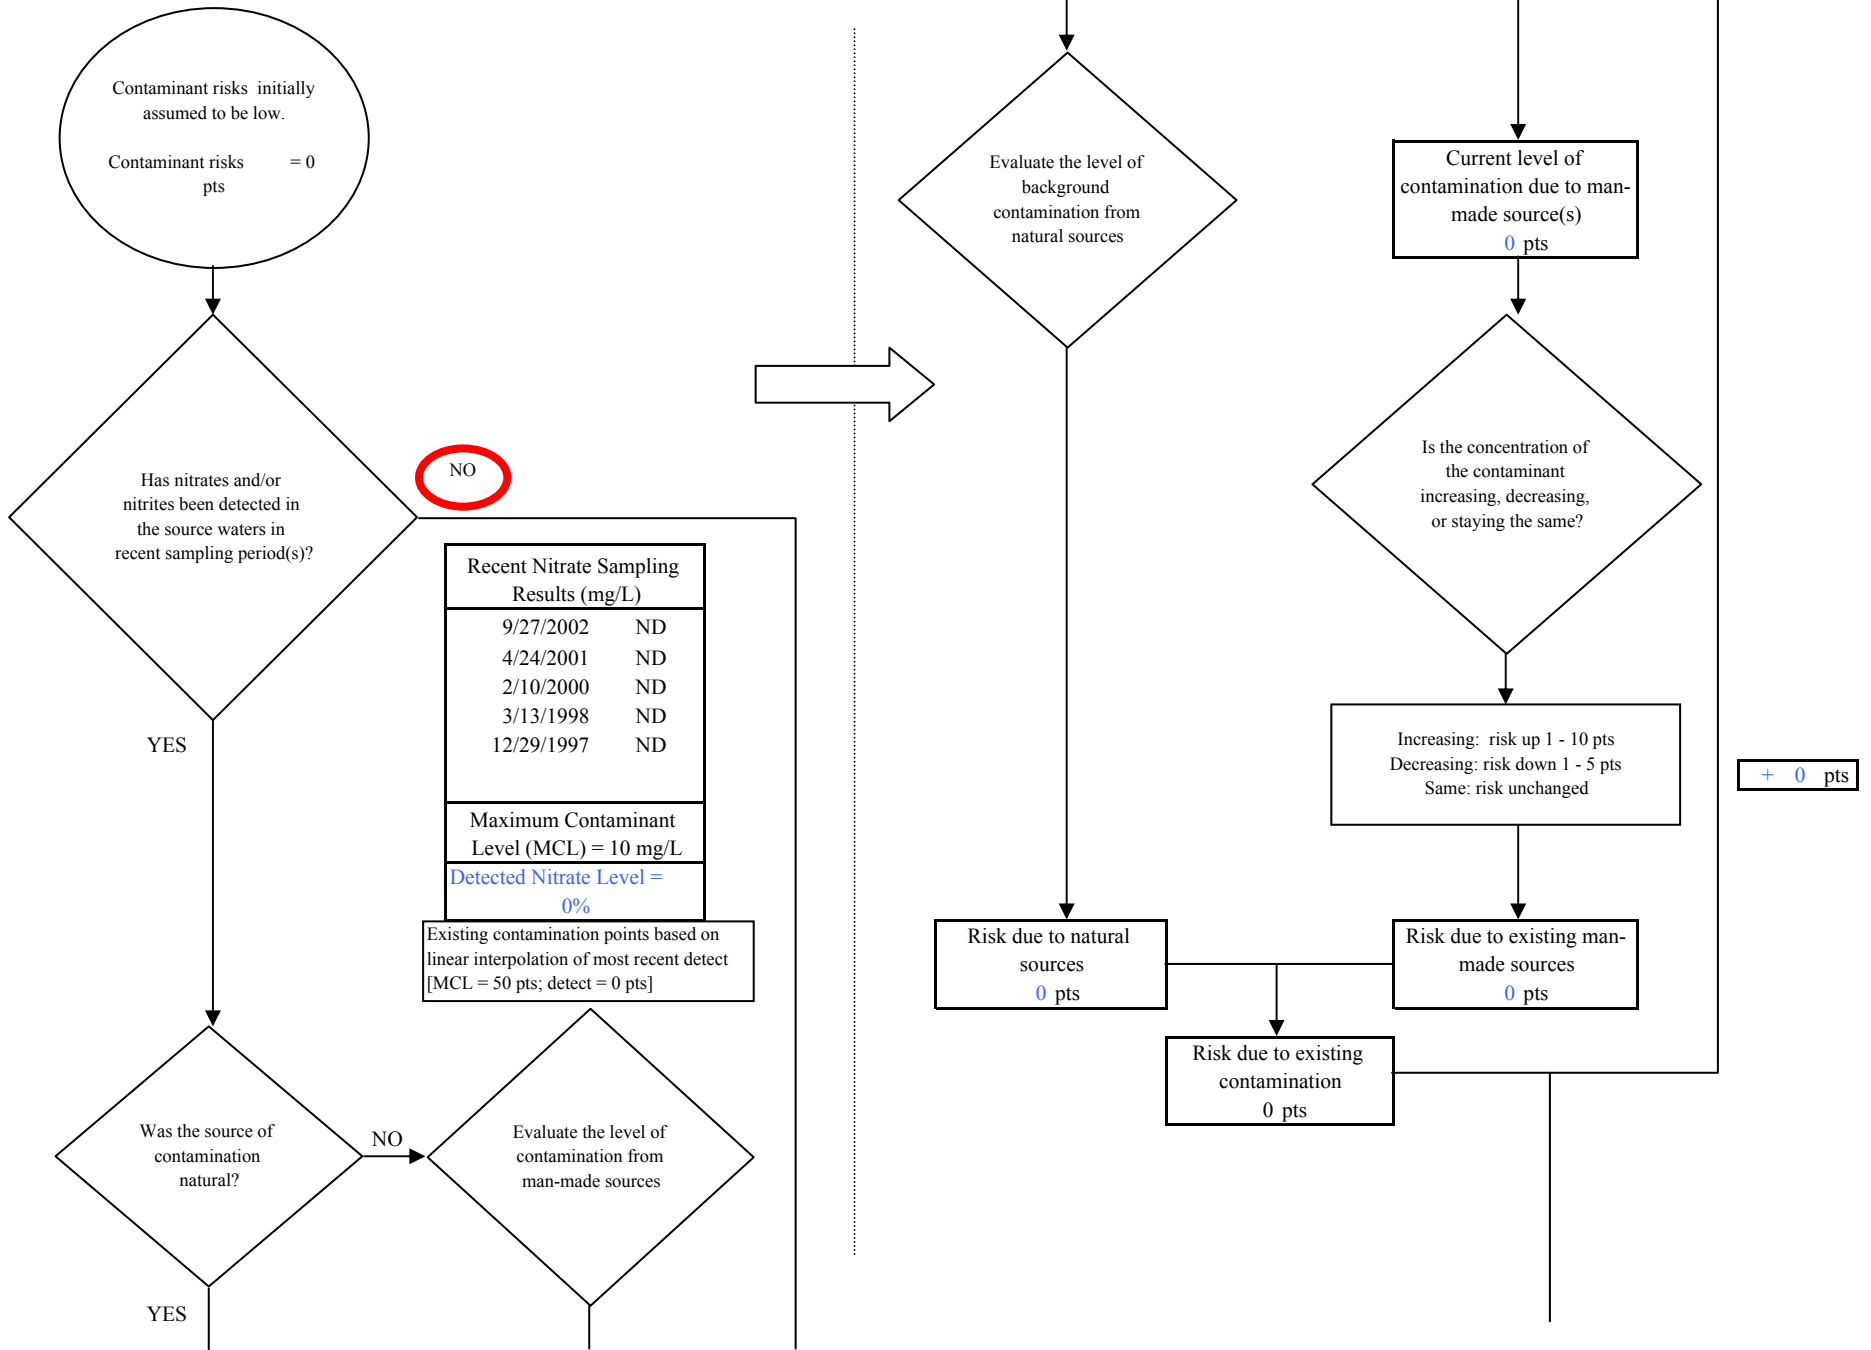 Contaminant risks initially
assumed to be low.
Contaminant risks = 0
pts
Has nitrates and/or
nitrites been detected in
the source waters in
recent sampling period(s)?
NO
YES
Recent Nitrate Sampling
Results (mg/L)
9/27/2002 ND
4/24/2001 ND
2/10/2000 ND
3/13/1998 ND
12/29/1997 ND
Maximum Contaminant
Level (MCL) = 10 mg/L
Detected Nitrate Level =
0%
Existing contamination points based on
linear interpolation of most recent detect
[MCL = 50 pts; detect = 0 pts]
Was the source of
contamination
natural?
NO
YES
Evaluate the level of
contamination from
man-made sources
Evaluate the level of
background
contamination from
natural sources
Current level of
contamination due to man-
made source(s)
0 pts
Is the concentration of
the contaminant
increasing, decreasing,
or staying the same?
Increasing: risk up 1 - 10 pts
Decreasing: risk down 1 - 5 pts
Same: risk unchanged
+ 0 pts
Risk due to natural
sources
0 pts
Risk due to existing man-
made sources
0 pts
Risk due to existing
contamination
0 pts